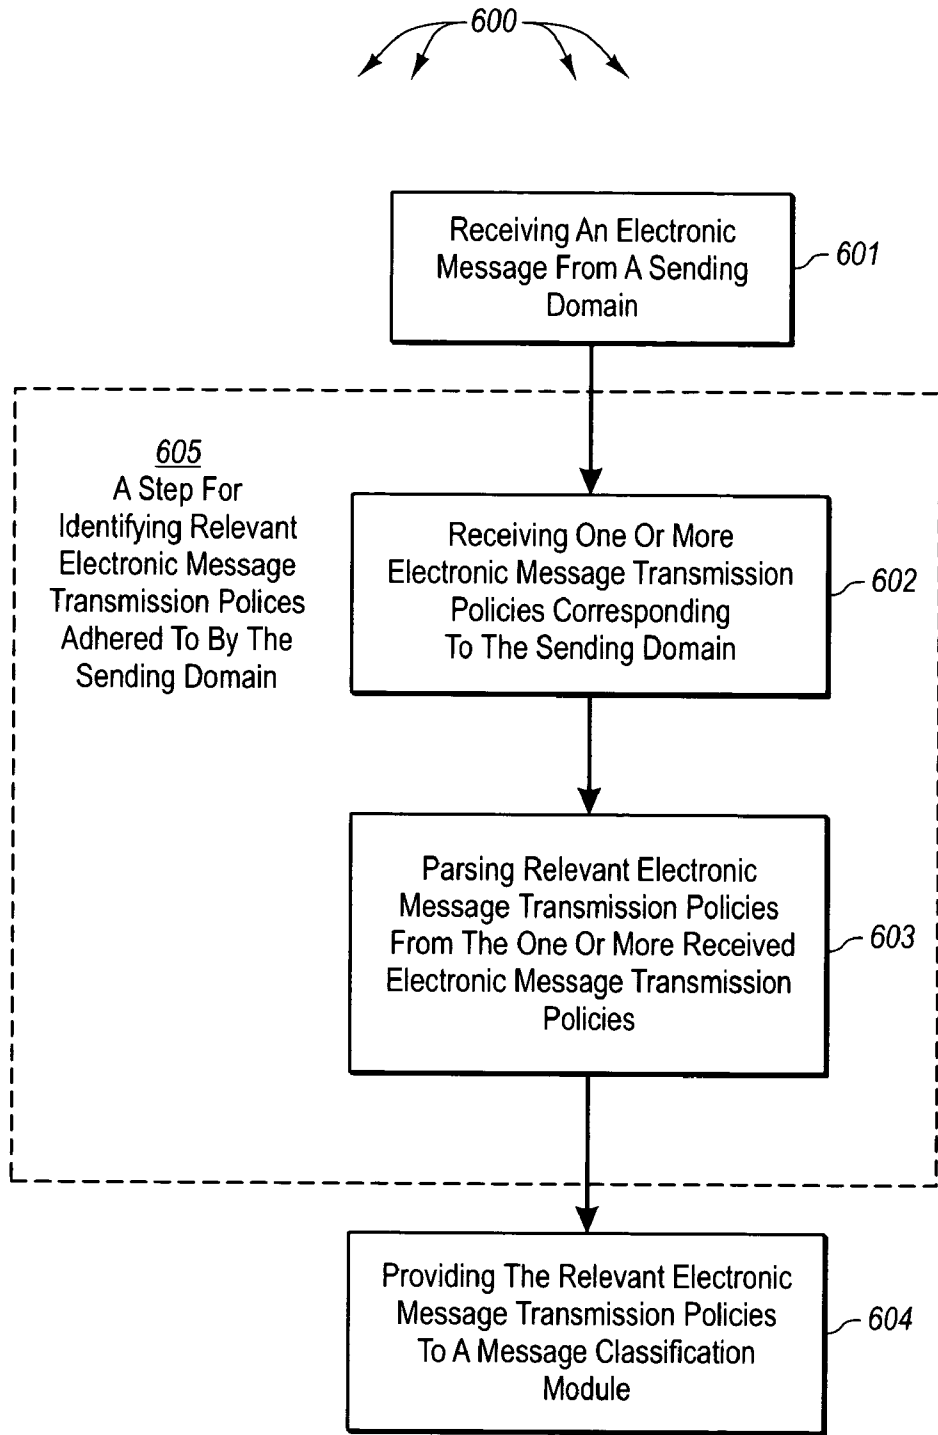 600
Receiving An Electronic
Message From A Sending
Domain
601
605
A Step For
Identifying Relevant
Electronic Message
Transmission Polices
Adhered To By The
Sending Domain
Receiving One Or More
Electronic Message Transmission
Policies Corresponding
To The Sending Domain
602
Parsing Relevant Electronic
Message Transmission Policies
From The One Or More Received
Electronic Message Transmission
Policies
603
Providing The Relevant Electronic
Message Transmission Policies
To A Message Classification
Module
604